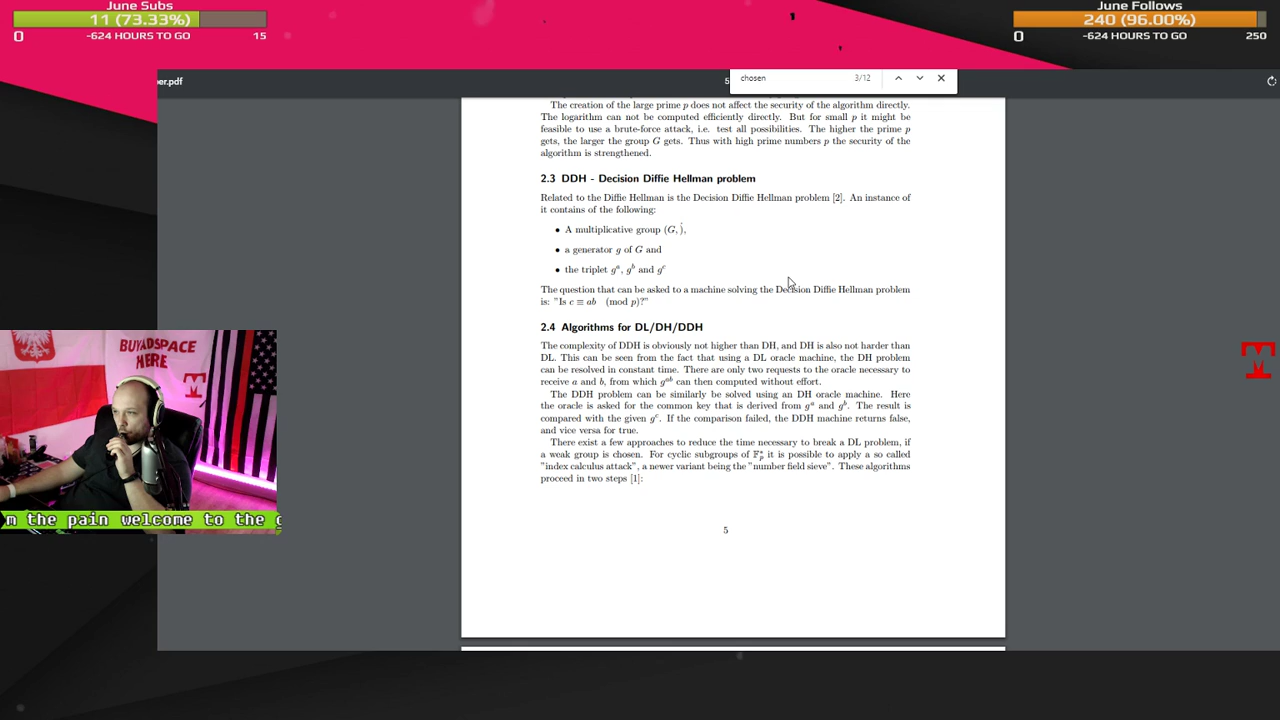 June Subs
11 (73.33%)
0 -624 HOURS TO GO 15
June Follows
240 (96.00%)
0 -624 HOURS TO GO 250
er.pdf
5
chosen 3/12
The creation of the large prime p does not affect the security of the algorithm directly.
The logarithm can not be computed efficiently directly. But for small p it might be
feasible to use a brute-force attack, i.e. test all possibilities. The higher the prime p
gets, the larger the group G gets. Thus with high prime numbers p the security of the
algorithm is strengthened.
2.3 DDH - Decision Diffie Hellman problem
Related to the Diffie Hellman is the Decision Diffie Hellman problem [2]. An instance of
it contains of the following:
• A multiplicative group (G, ),̇
• a generator g of G and
• the triplet gᵃ, gᵇ and gᶜ
The question that can be asked to a machine solving the Decision Diffie Hellman problem
is: "Is c ≡ ab (mod p)?"
2.4 Algorithms for DL/DH/DDH
The complexity of DDH is obviously not higher than DH, and DH is also not harder than
DL. This can be seen from the fact that using a DL oracle machine, the DH problem
can be resolved in constant time. There are only two requests to the oracle necessary to
receive a and b, from which gᵃᵇ can then computed without effort.
The DDH problem can be similarly be solved using an DH oracle machine. Here
the oracle is asked for the common key that is derived from gᵃ and gᵇ. The result is
compared with the given gᶜ. If the comparison failed, the DDH machine returns false,
and vice versa for true.
There exist a few approaches to reduce the time necessary to break a DL problem, if
a weak group is chosen. For cyclic subgroups of 𝔽ₚ* it is possible to apply a so called
"index calculus attack", a newer variant being the "number field sieve". These algorithms
proceed in two steps [1]:
5
BUY ADSPACE
HERE
m the pain welcome to the